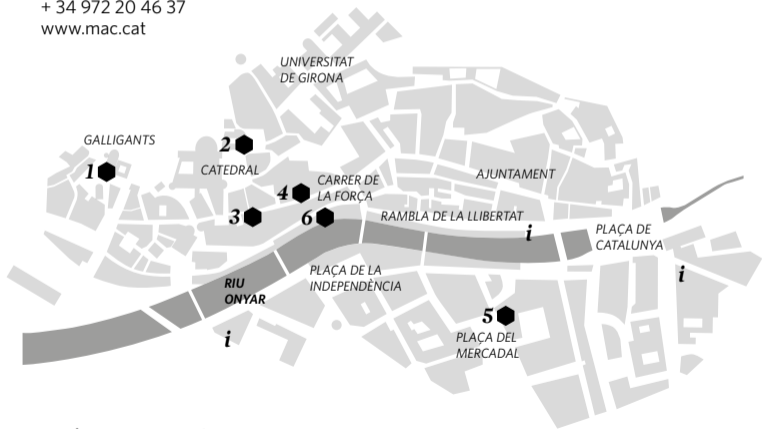 + 34 972 20 46 37
www.mac.cat
UNIVERSITAT
DE GIRONA
GALLIGANTS
1
2
CATEDRAL
AJUNTAMENT
4
CARRER DE
LA FORÇA
3
6
RAMBLA DE LA LLIBERTAT
i
PLAÇA DE
CATALUNYA
i
PLAÇA DE LA
INDEPENDÈNCIA
RIU
ONYAR
i
5
PLAÇA DEL
MERCADAL